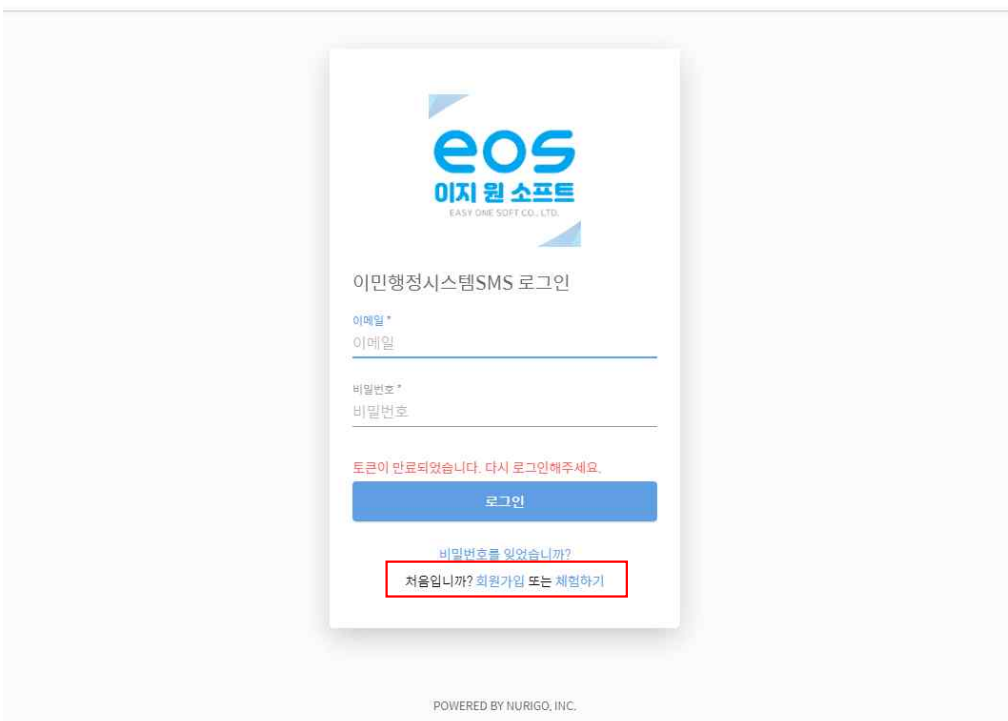 eos
이지 원 소프트
EASY ONE SOFT CO., LTD.
이민행정시스템SMS 로그인
이메일 *
이메일
비밀번호 *
비밀번호
토큰이 만료되었습니다. 다시 로그인해주세요.
로그인
비밀번호를 잊었습니까?
처음입니까? 회원가입 또는 체험하기
POWERED BY NURIGO, INC.